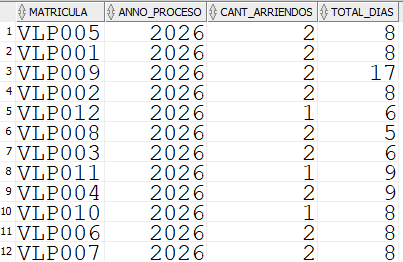 MATRICULA ANNO_PROCESO CANT_ARRIENDOS TOTAL_DIAS
1 VLP005 2026 2 8
2 VLP001 2026 2 8
3 VLP009 2026 2 17
4 VLP002 2026 2 8
5 VLP012 2026 1 6
6 VLP008 2026 2 5
7 VLP003 2026 2 6
8 VLP011 2026 1 9
9 VLP004 2026 2 9
10 VLP010 2026 1 8
11 VLP006 2026 2 8
12 VLP007 2026 2 8